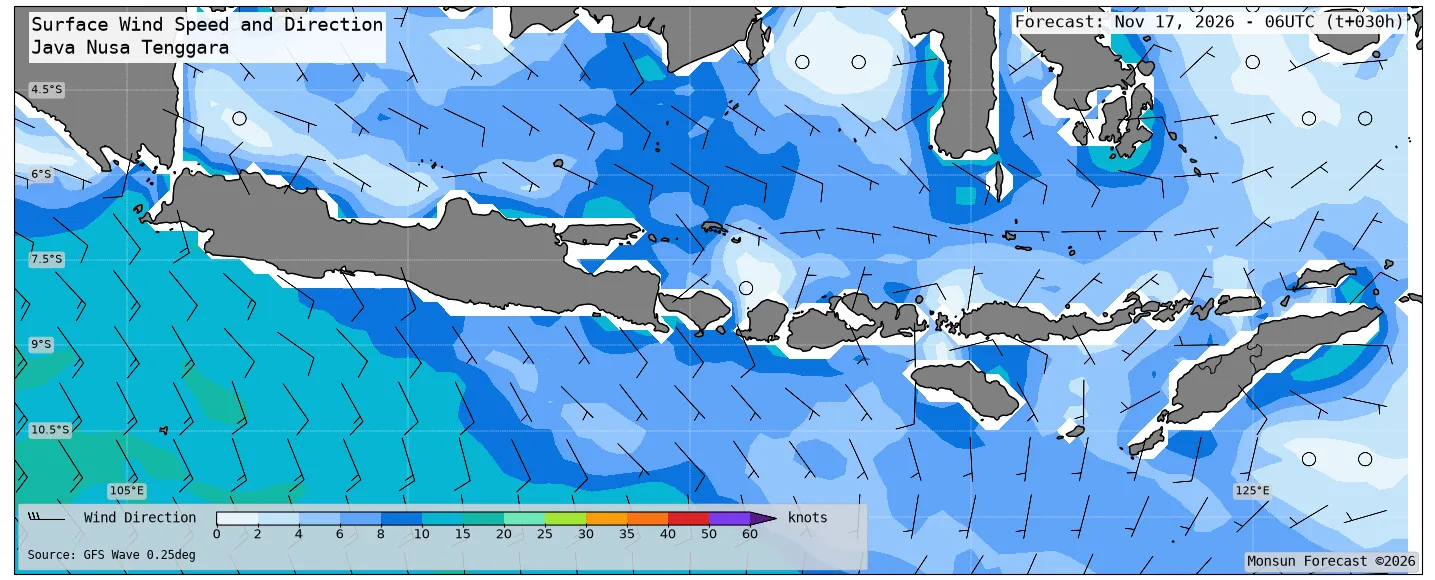 Surface Wind Speed and Direction
Java Nusa Tenggara
Forecast: Nov 17, 2026 - 06UTC (t+030h)
4.5°S
6°S
7.5°S
9°S
10.5°S
105°E
125°E
Wind Direction
0 2 4 6 8 10 15 20 25 30 35 40 50 60
knots
Source: GFS Wave 0.25deg
Monsun Forecast ©2026